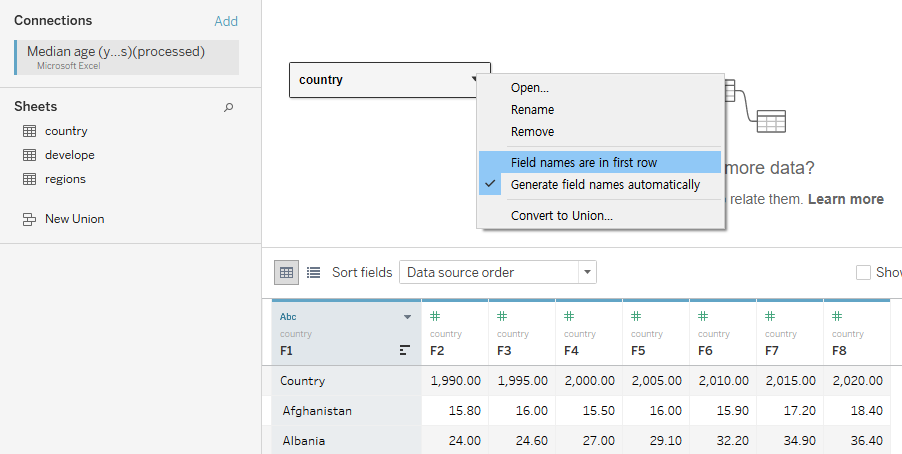 Connections Add
Median age (y...s)(processed)
Microsoft Excel
Sheets
country
develope
regions
New Union
country
Open...
Rename
Remove
Field names are in first row
Generate field names automatically
Convert to Union...
more data?
relate them. Learn more
Sort fields Data source order Show
Abc # # # # # # #
country country country country country country country country
F1 F2 F3 F4 F5 F6 F7 F8
Country 1,990.00 1,995.00 2,000.00 2,005.00 2,010.00 2,015.00 2,020.00
Afghanistan 15.80 16.00 15.50 16.00 15.90 17.20 18.40
Albania 24.00 24.60 27.00 29.10 32.20 34.90 36.40